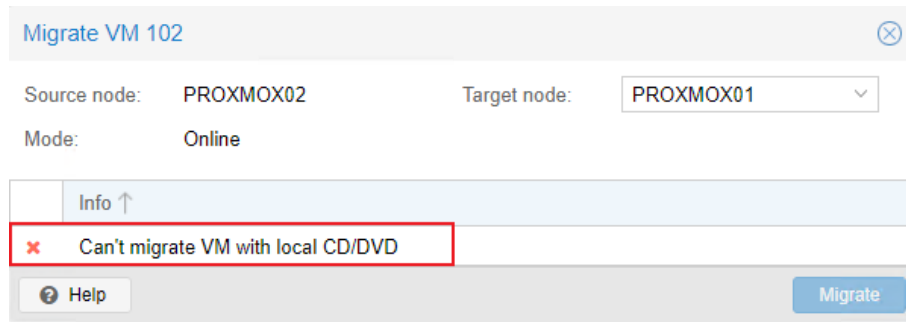 Migrate VM 102
Source node: PROXMOX02 Target node: PROXMOX01
Mode: Online
Info ↑
Can't migrate VM with local CD/DVD
Help Migrate